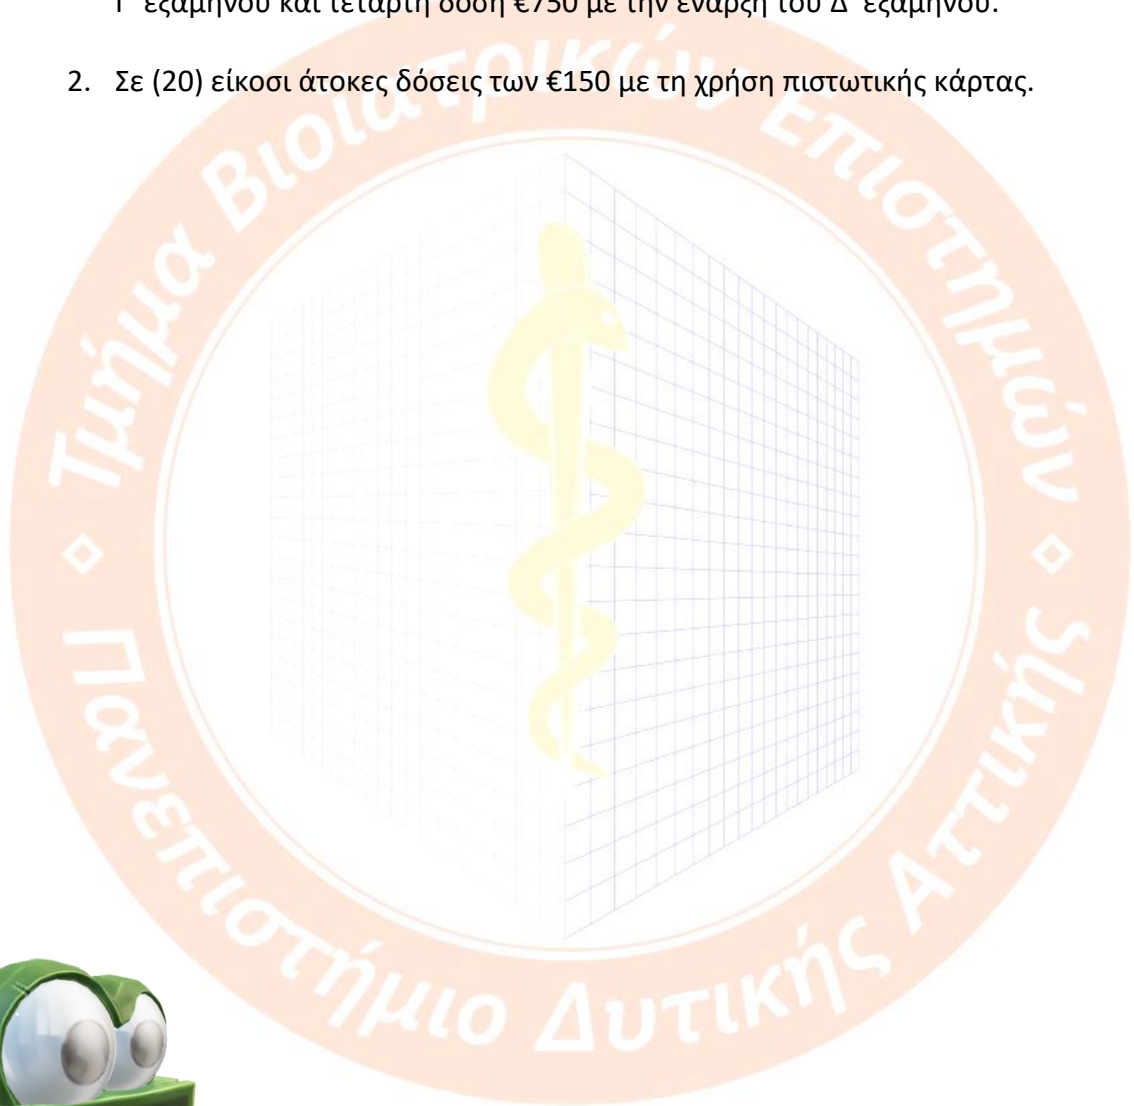 Γ' εξαμήνου και τέταρτη δόση €750 με την έναρξη του Δ' εξαμήνου.
2. Σε (20) είκοσι άτοκες δόσεις των €150 με τη χρήση πιστωτικής κάρτας.
Τμήμα Βιοϊατρικών Επιστημών
Πανεπιστήμιο Δυτικής Αττικής